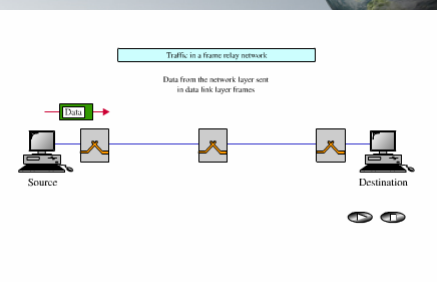 Traffic in a frame relay network
Data from the network layer sent
in data link layer frames
Data
Source
Destination